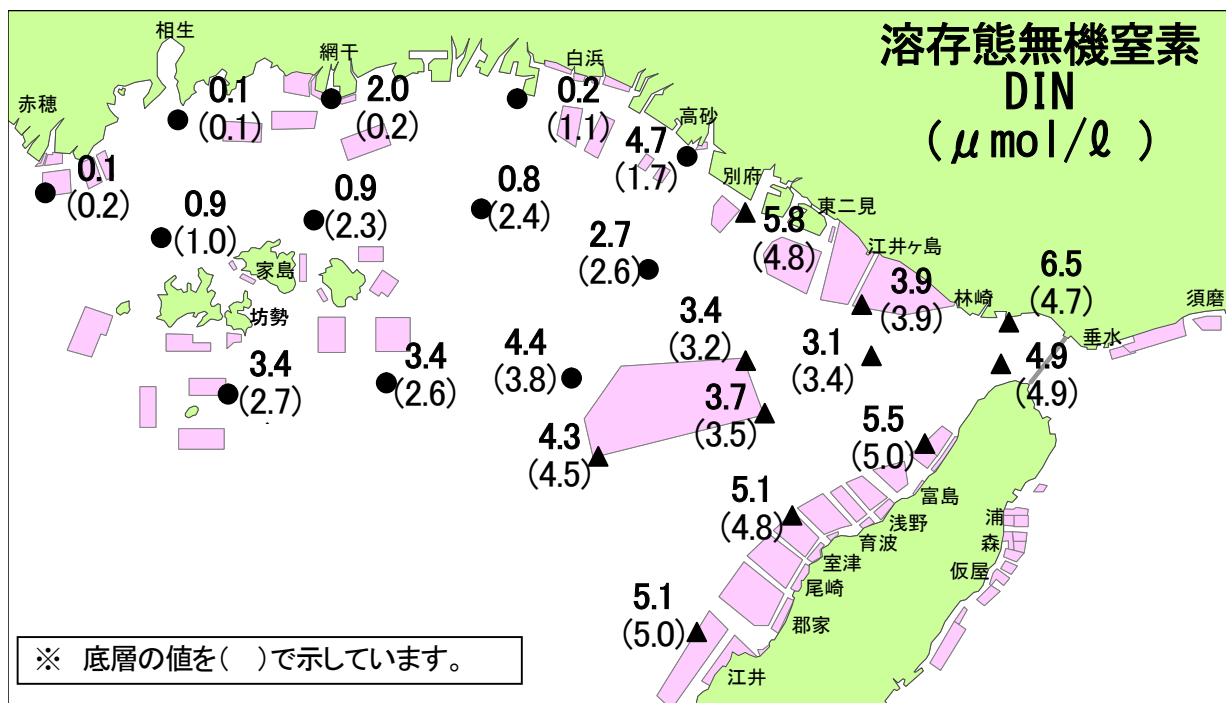 溶存態無機窒素
DIN
(μmol/ℓ)
相生
網干
白浜
赤穂
高砂
別府
東二見
江井ヶ島
林崎
垂水
須磨
家島
坊勢
富島
浅野
育波
室津
尾崎
郡家
江井
浦
森
仮屋
0.1
(0.1)
2.0
(0.2)
0.2
(1.1)
4.7
(1.7)
0.1
(0.2)
0.9
(1.0)
0.9
(2.3)
0.8
(2.4)
2.7
(2.6)
5.8
(4.8)
3.9
(3.9)
6.5
(4.7)
3.4
(3.2)
3.1
(3.4)
4.9
(4.9)
3.4
(2.7)
3.4
(2.6)
4.4
(3.8)
3.7
(3.5)
4.3
(4.5)
5.5
(5.0)
5.1
(4.8)
5.1
(5.0)
※ 底層の値を( )で示しています。